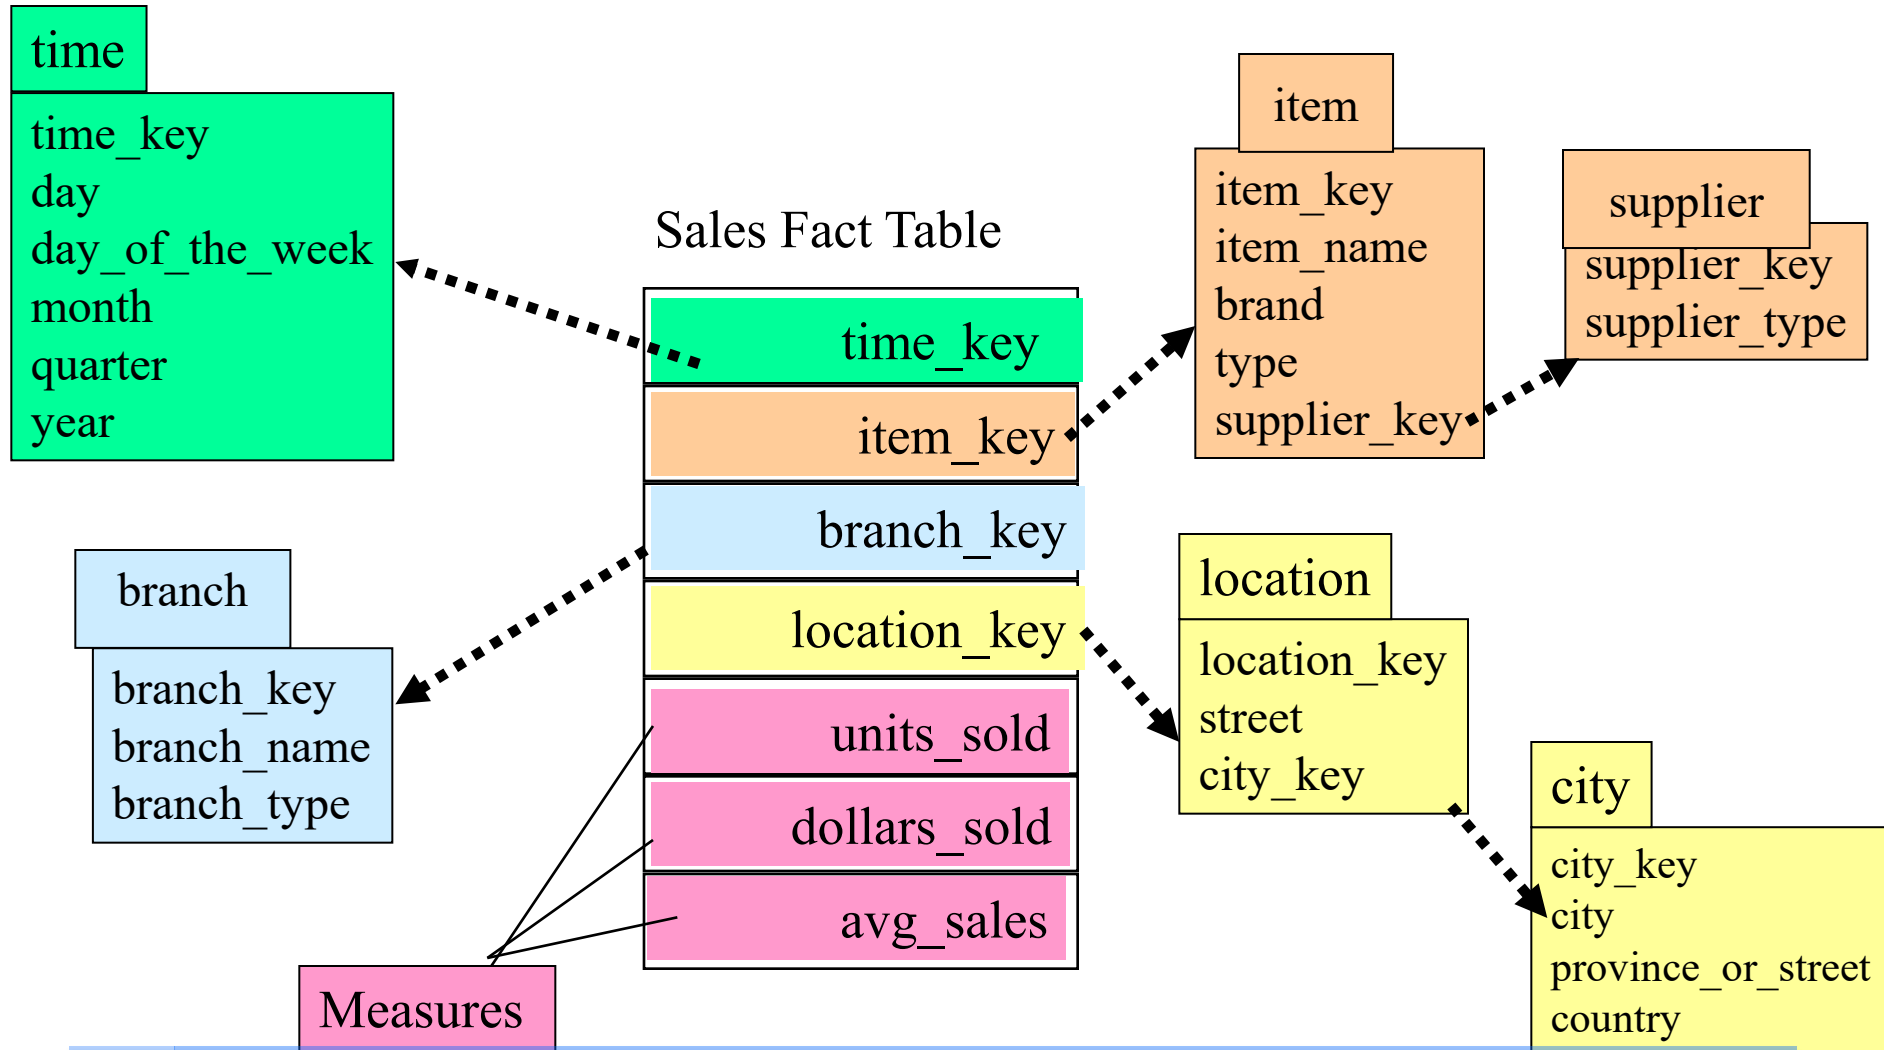 time
time_key
day
day_of_the_week
month
quarter
year
branch
branch_key
branch_name
branch_type
Sales Fact Table
time_key
item_key
branch_key
location_key
units_sold
dollars_sold
avg_sales
Measures
item
item_key
item_name
brand
type
supplier_key
supplier
supplier_key
supplier_type
location
location_key
street
city_key
city
city_key
city
province_or_street
country